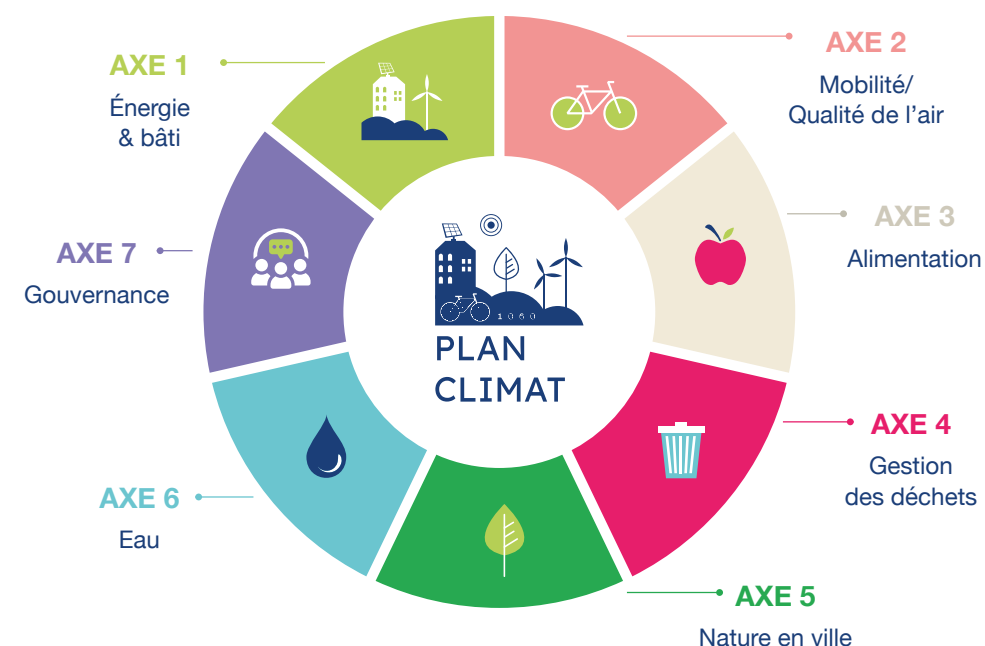 AXE 1
Énergie
& bâti
AXE 2
Mobilité/
Qualité de l’air
AXE 3
Alimentation
AXE 4
Gestion
des déchets
AXE 5
Nature en ville
AXE 6
Eau
AXE 7
Gouvernance
1060
PLAN
CLIMAT